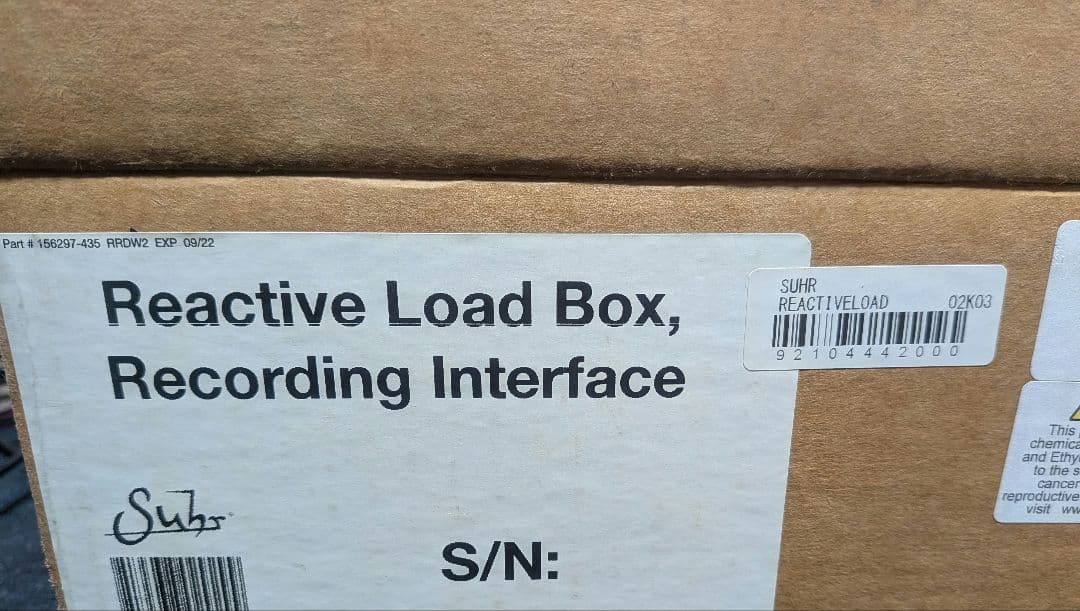 Part # 156297-435 RRDW2 EXP 09/22
Reactive Load Box,
Recording Interface
Suhr
S/N:
SUHR
REACTIVELOAD 02K03
92104442000
This
chemica
and Ethy
to the s
cancer
reproductive
visit ww